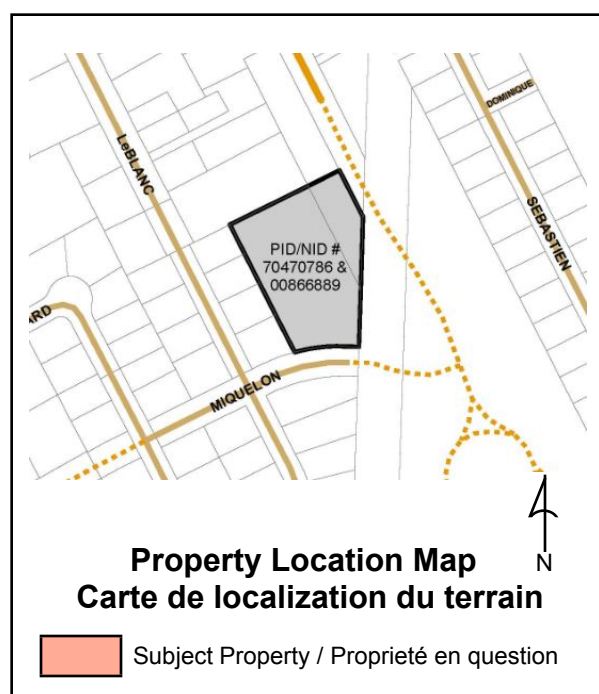 DOMINIQUE
LeBLANC
SEBASTIEN
PID/NID #
70470786 &
00866889
ARD
MIQUELON
N
Property Location Map
Carte de localization du terrain
Subject Property / Proprieté en question